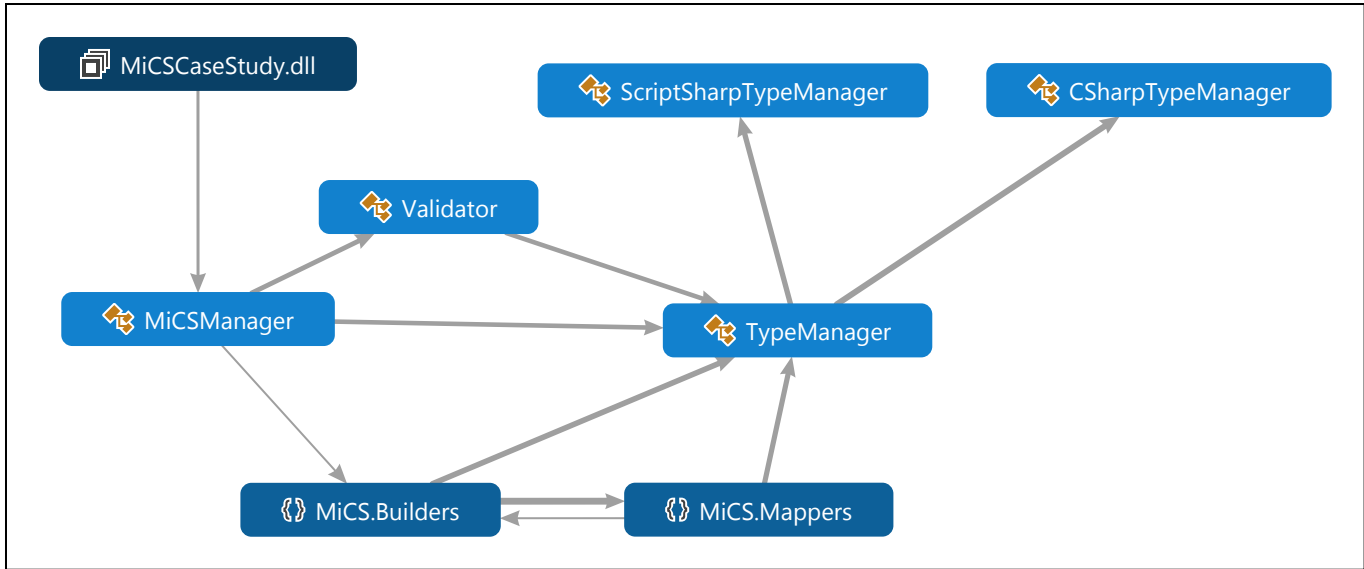 MiCSCaseStudy.dll
ScriptSharpTypeManager
CSharpTypeManager
Validator
MiCSManager
TypeManager
MiCS.Builders
MiCS.Mappers